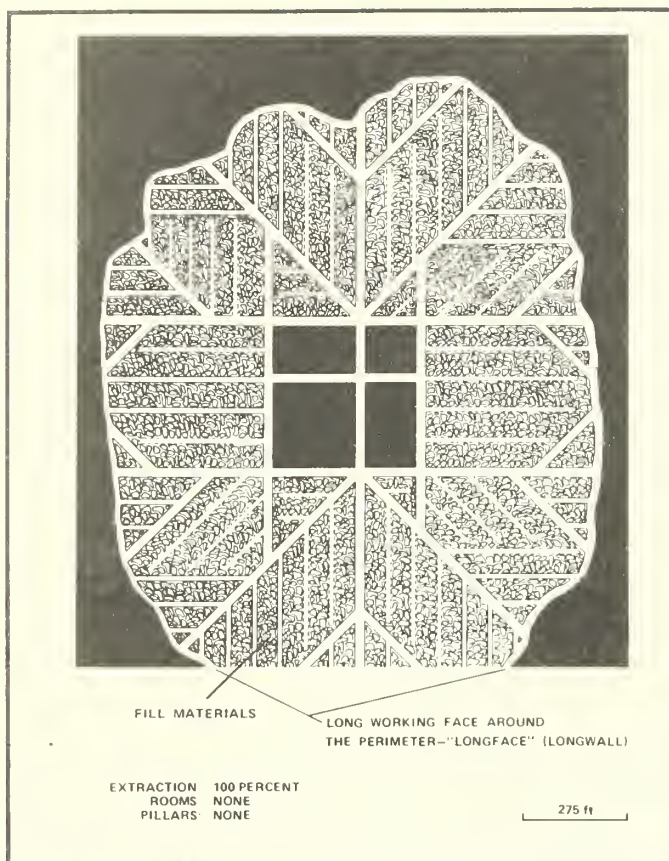 FILL MATERIALS
LONG WORKING FACE AROUND
THE PERIMETER–"LONGFACE" (LONGWALL)
EXTRACTION 100 PERCENT
ROOMS NONE
PILLARS NONE
275 ft